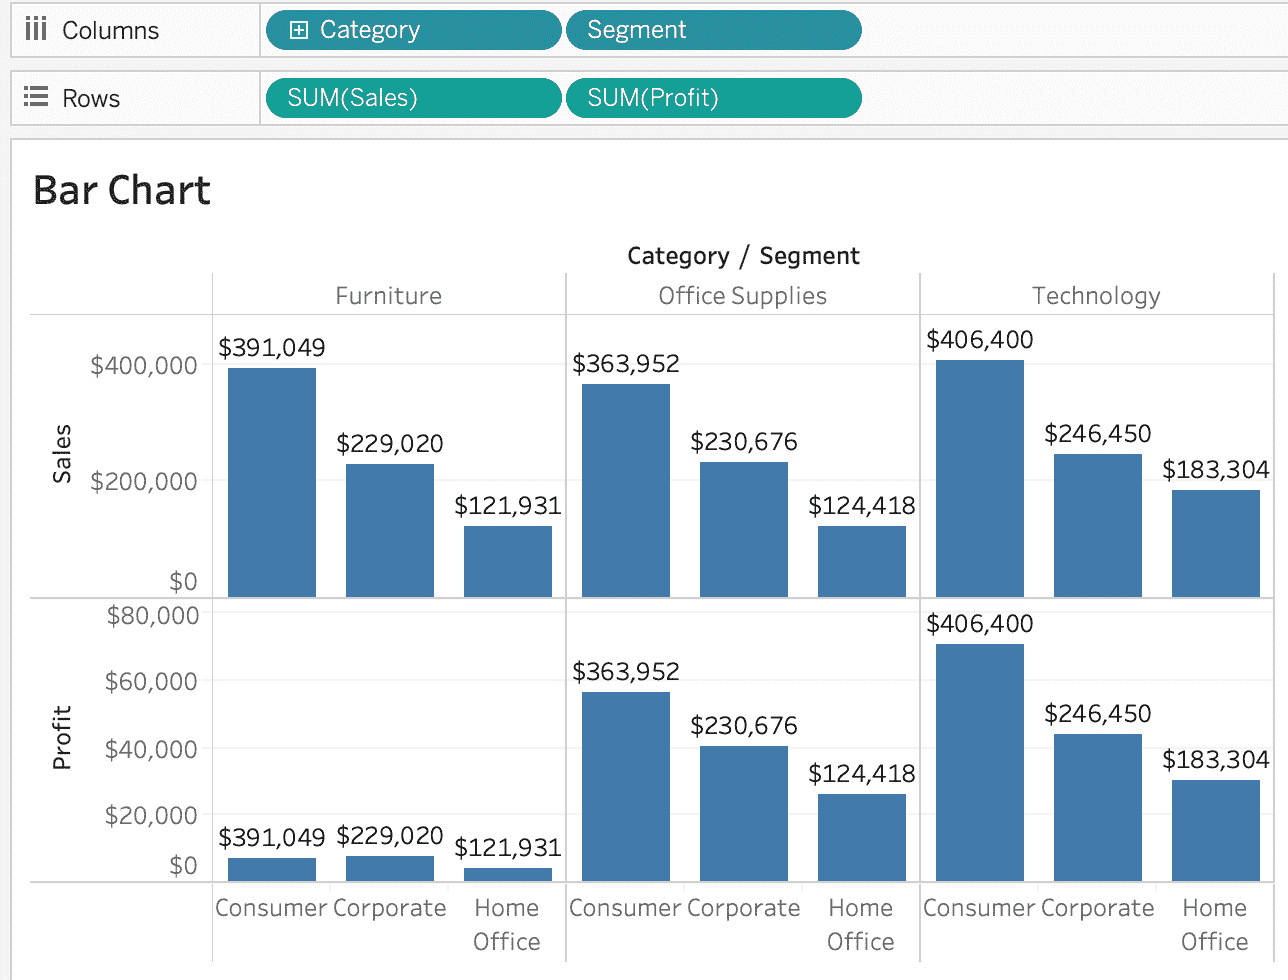 Columns Category Segment
Rows SUM(Sales) SUM(Profit)
Bar Chart
Category / Segment
Furniture Office Supplies Technology
Sales
$400,000
$200,000
$0
$391,049 $229,020 $121,931
$363,952 $230,676 $124,418
$406,400 $246,450 $183,304
Profit
$80,000
$60,000
$40,000
$20,000
$0
$391,049 $229,020 $121,931
$363,952 $230,676 $124,418
$406,400 $246,450 $183,304
Consumer Corporate Home Consumer Corporate Home Consumer Corporate Home
Office Office Office